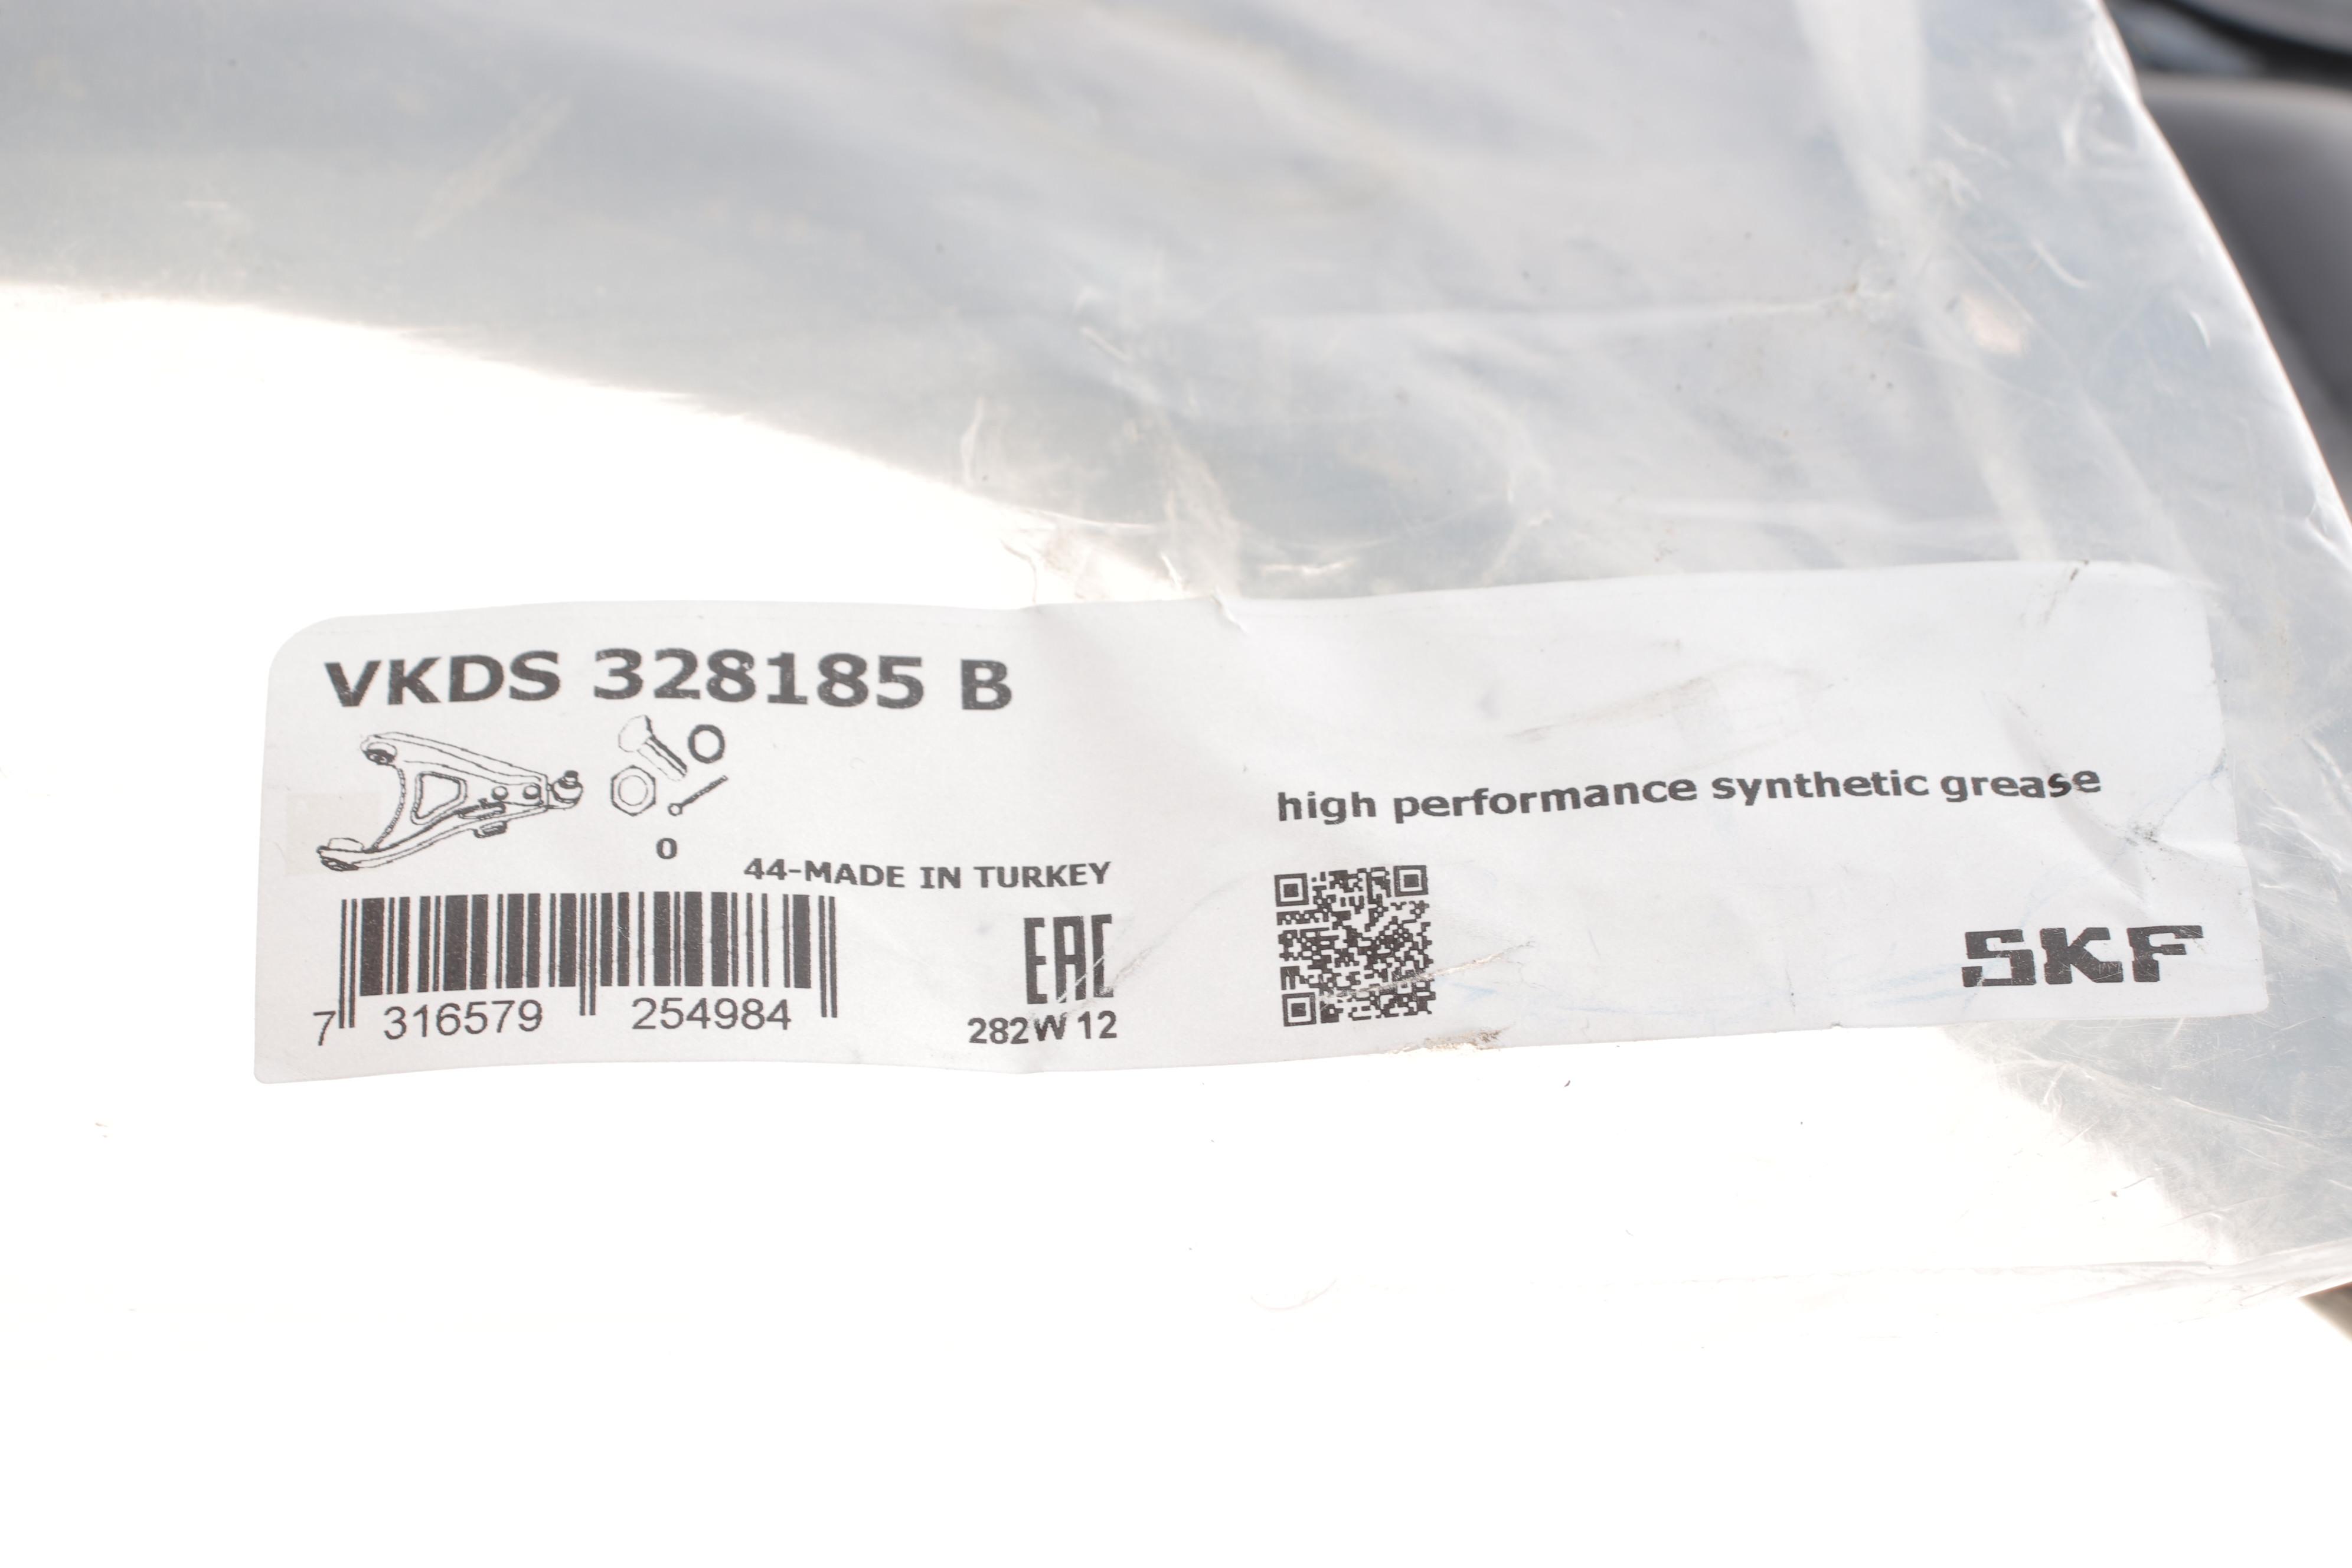 VKDS 328185 B
0
44-MADE IN TURKEY
7 316579 254984
EAC
282W 12
high performance synthetic grease
SKF